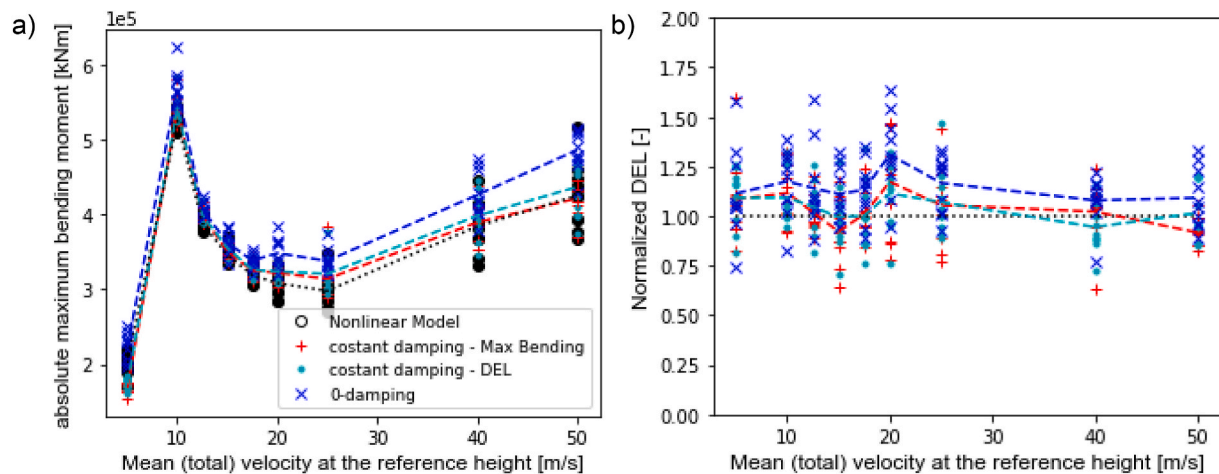 a)
1e5
absolute maximum bending moment [kNm]
6
5
4
3
2
10
20
30
40
50
Mean (total) velocity at the reference height [m/s]
Nonlinear Model
costant damping - Max Bending
costant damping - DEL
0-damping
b)
Normalized DEL [-]
2.00
1.75
1.50
1.25
1.00
0.75
0.50
0.25
0.00
10
20
30
40
50
Mean (total) velocity at the reference height [m/s]